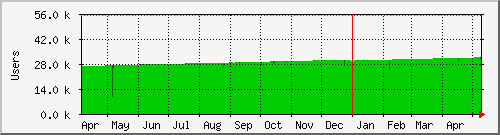 56.0 k
42.0 k
28.0 k
14.0 k
0.0 k
Users
Apr May Jun Jul Aug Sep Oct Nov Dec Jan Feb Mar Apr